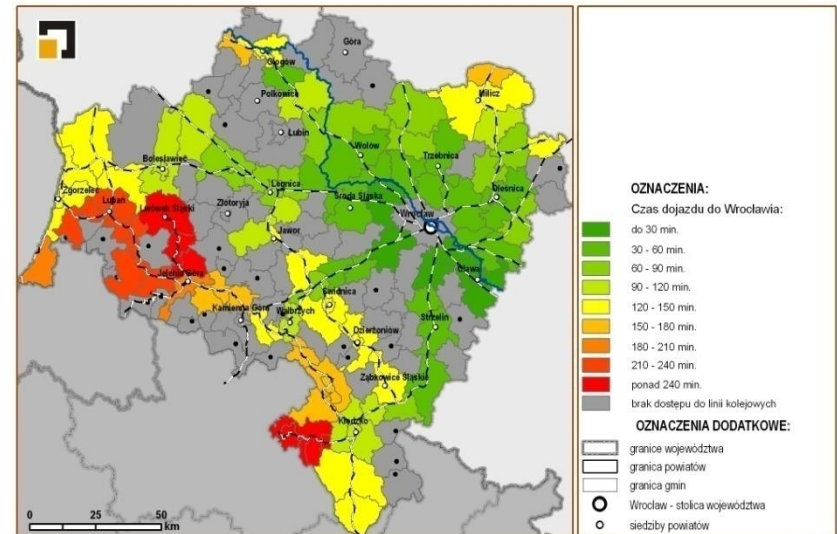 Góra
Głogów
Polkowice
Milicz
Lubin
Wołów
Trzebnica
Bolesławiec
Legnica
Oleśnica
Zgorzelec
Lubań
Lwówek Śląski
Złotoryja
Środa Śląska
Wrocław
Jawor
Oława
Jelenia Góra
Świdnica
Kamienna Góra
Wałbrzych
Strzelin
Dzierżoniów
Ząbkowice Śląskie
Kłodzko
0 25 50
km
OZNACZENIA:
Czas dojazdu do Wrocławia:
do 30 min.
30 - 60 min.
60 - 90 min.
90 - 120 min.
120 - 150 min.
150 - 180 min.
180 - 210 min.
210 - 240 min.
ponad 240 min.
brak dostępu do linii kolejowych
OZNACZENIA DODATKOWE:
granice województwa
granica powiatów
granica gmin
Wrocław - stolica województwa
siedziby powiatów